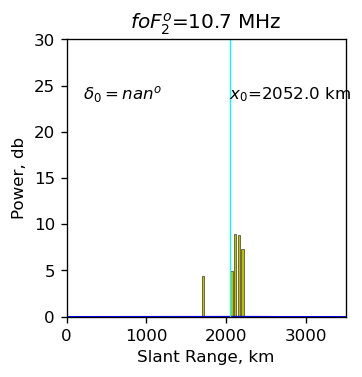 foF₂ᵒ=10.7 MHz
30
25
20
15
10
5
0
Power, db
δ₀ = nanᵒ
x₀=2052.0 km
0 1000 2000 3000
Slant Range, km